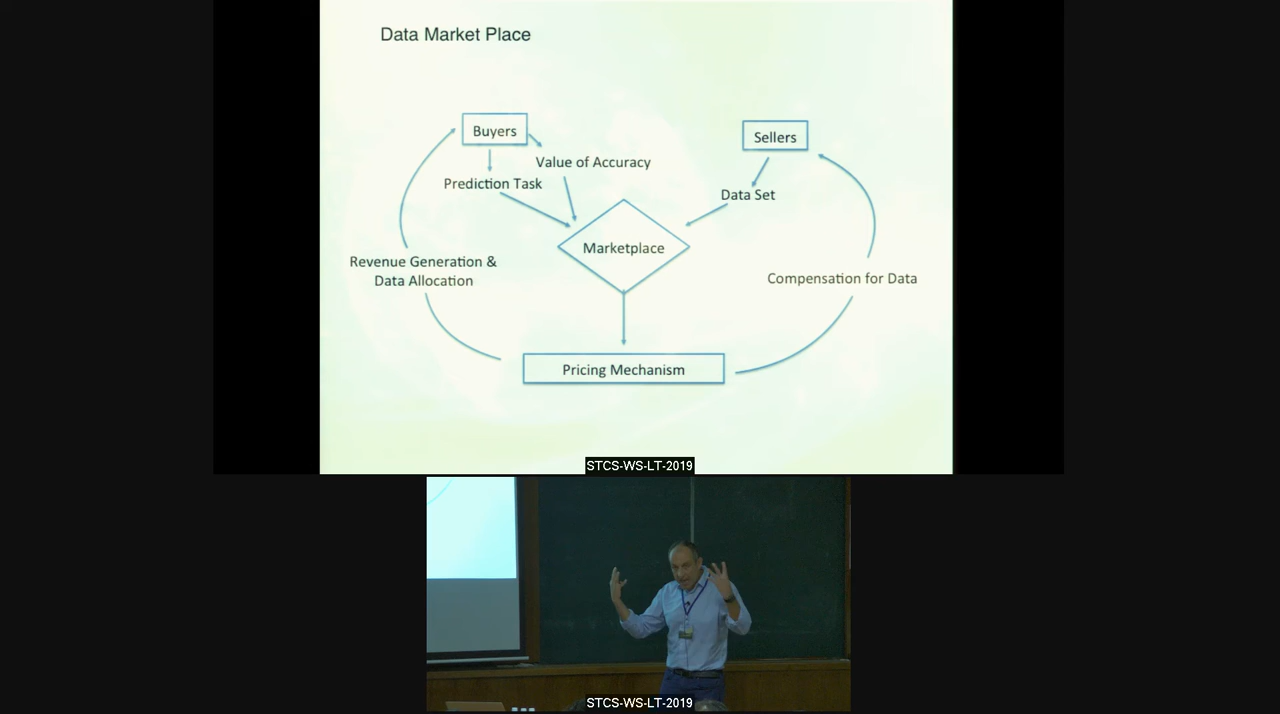 Data Market Place
Buyers
Sellers
Value of Accuracy
Prediction Task
Data Set
Marketplace
Revenue Generation &
Data Allocation
Compensation for Data
Pricing Mechanism
STCS-WS-LT-2019
STCS-WS-LT-2019